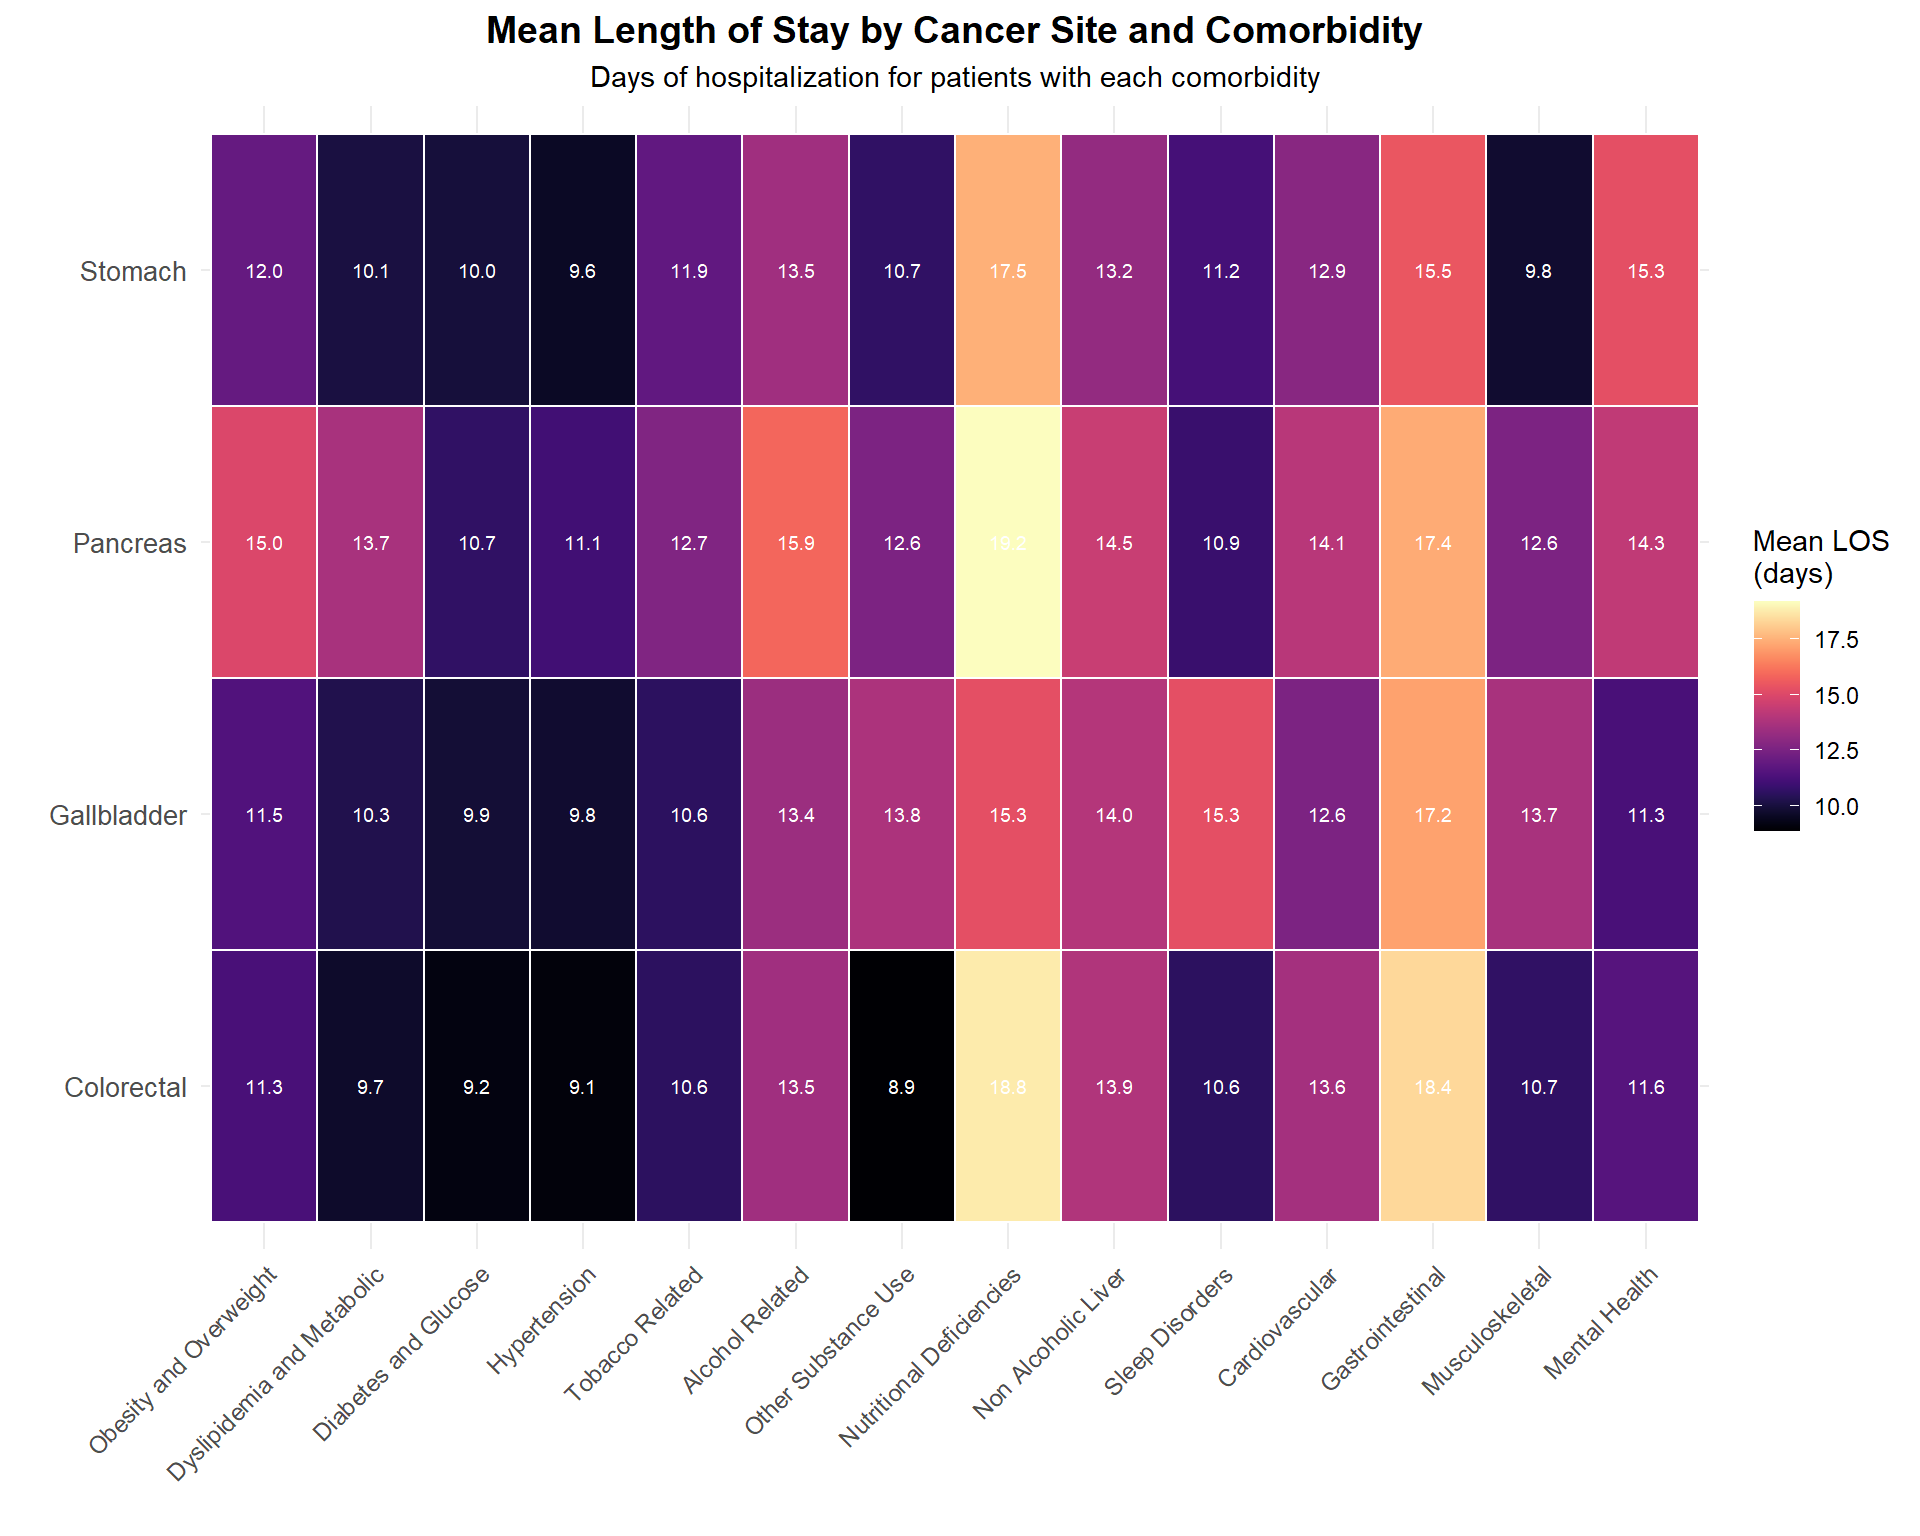 Mean Length of Stay by Cancer Site and Comorbidity
Days of hospitalization for patients with each comorbidity
Stomach 12.0 10.1 10.0 9.6 11.9 13.5 10.7 17.5 13.2 11.2 12.9 15.5 9.8 15.3
Pancreas 15.0 13.7 10.7 11.1 12.7 15.9 12.6 19.2 14.5 10.9 14.1 17.4 12.6 14.3
Gallbladder 11.5 10.3 9.9 9.8 10.6 13.4 13.8 15.3 14.0 15.3 12.6 17.2 13.7 11.3
Colorectal 11.3 9.7 9.2 9.1 10.6 13.5 8.9 18.8 13.9 10.6 13.6 18.4 10.7 11.6
Obesity and Overweight
Dyslipidemia and Metabolic
Diabetes and Glucose
Hypertension
Tobacco Related
Alcohol Related
Other Substance Use
Nutritional Deficiencies
Non Alcoholic Liver
Sleep Disorders
Cardiovascular
Gastrointestinal
Musculoskeletal
Mental Health
Mean LOS
(days)
17.5
15.0
12.5
10.0